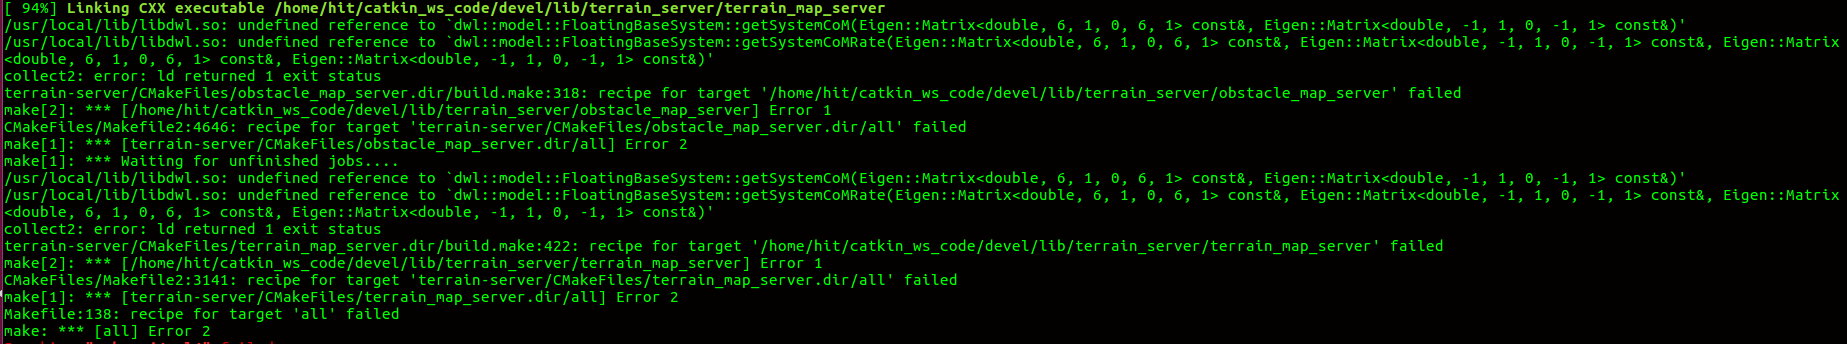 [ 94%] Linking CXX executable /home/hit/catkin_ws_code/devel/lib/terrain_server/terrain_map_server
/usr/local/lib/libdwl.so: undefined reference to `dwl::model::FloatingBaseSystem::getSystemCoM(Eigen::Matrix<double, 6, 1, 0, 6, 1> const&, Eigen::Matrix<double, -1, 1, 0, -1, 1> const&)'
/usr/local/lib/libdwl.so: undefined reference to `dwl::model::FloatingBaseSystem::getSystemCoMRate(Eigen::Matrix<double, 6, 1, 0, 6, 1> const&, Eigen::Matrix<double, -1, 1, 0, -1, 1> const&, Eigen::Matrix
<double, 6, 1, 0, 6, 1> const&, Eigen::Matrix<double, -1, 1, 0, -1, 1> const&)'
collect2: error: ld returned 1 exit status
terrain-server/CMakeFiles/obstacle_map_server.dir/build.make:318: recipe for target '/home/hit/catkin_ws_code/devel/lib/terrain_server/obstacle_map_server' failed
make[2]: *** [/home/hit/catkin_ws_code/devel/lib/terrain_server/obstacle_map_server] Error 1
CMakeFiles/Makefile2:4646: recipe for target 'terrain-server/CMakeFiles/obstacle_map_server.dir/all' failed
make[1]: *** [terrain-server/CMakeFiles/obstacle_map_server.dir/all] Error 2
make[1]: *** Waiting for unfinished jobs....
/usr/local/lib/libdwl.so: undefined reference to `dwl::model::FloatingBaseSystem::getSystemCoM(Eigen::Matrix<double, 6, 1, 0, 6, 1> const&, Eigen::Matrix<double, -1, 1, 0, -1, 1> const&)'
/usr/local/lib/libdwl.so: undefined reference to `dwl::model::FloatingBaseSystem::getSystemCoMRate(Eigen::Matrix<double, 6, 1, 0, 6, 1> const&, Eigen::Matrix<double, -1, 1, 0, -1, 1> const&, Eigen::Matrix
<double, 6, 1, 0, 6, 1> const&, Eigen::Matrix<double, -1, 1, 0, -1, 1> const&)'
collect2: error: ld returned 1 exit status
terrain-server/CMakeFiles/terrain_map_server.dir/build.make:422: recipe for target '/home/hit/catkin_ws_code/devel/lib/terrain_server/terrain_map_server' failed
make[2]: *** [/home/hit/catkin_ws_code/devel/lib/terrain_server/terrain_map_server] Error 1
CMakeFiles/Makefile2:3141: recipe for target 'terrain-server/CMakeFiles/terrain_map_server.dir/all' failed
make[1]: *** [terrain-server/CMakeFiles/terrain_map_server.dir/all] Error 2
Makefile:138: recipe for target 'all' failed
make: *** [all] Error 2